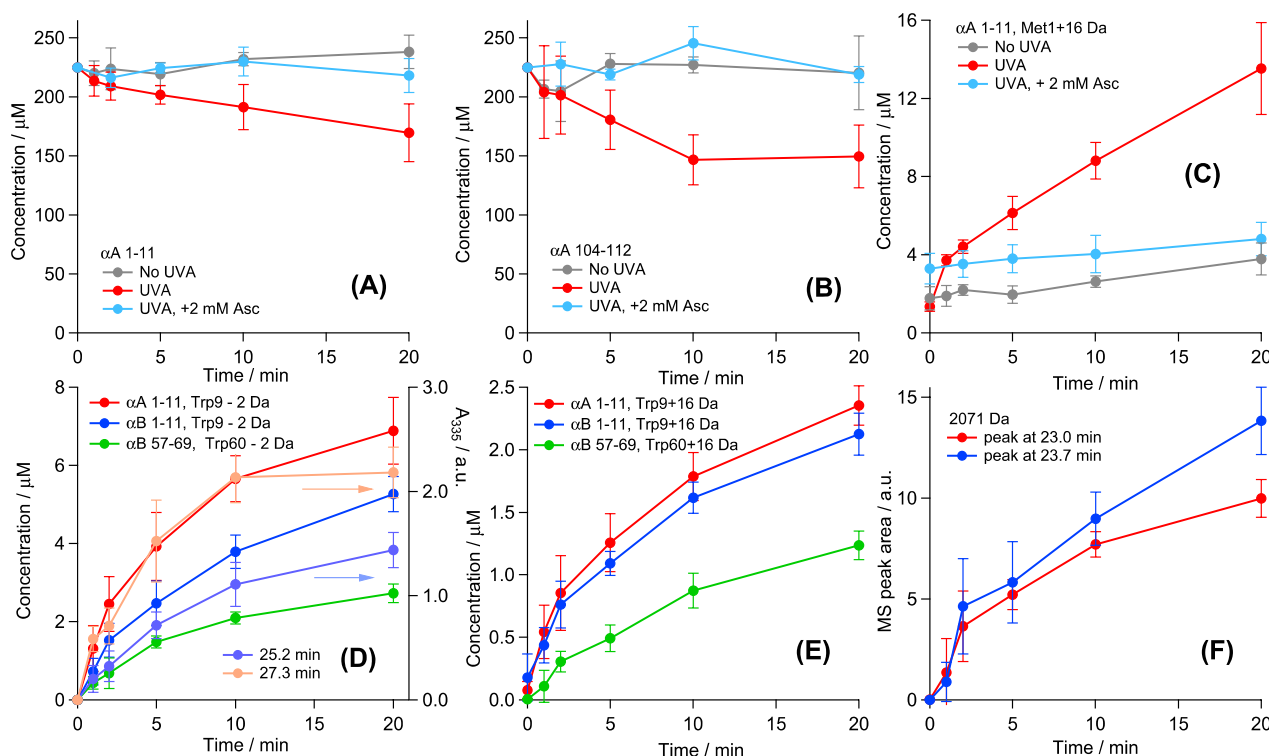 250
200
150
100
50
0
Concentration / μM
αA 1-11
No UVA
UVA
UVA, +2 mM Asc
(A)
0 5 10 15 20
Time / min
250
200
150
100
50
0
Concentration / μM
αA 104-112
No UVA
UVA
UVA, +2 mM Asc
(B)
0 5 10 15 20
Time / min
16
12
8
4
0
Concentration / μM
αA 1-11, Met1+16 Da
No UVA
UVA
UVA, + 2 mM Asc
(C)
0 5 10 15 20
Time / min
8
6
4
2
0
Concentration / μM
αA 1-11, Trp9 - 2 Da
αB 1-11, Trp9 - 2 Da
αB 57-69, Trp60 - 2 Da
3.0
2.0
1.0
0.0
A335 / a.u.
25.2 min
27.3 min
(D)
0 5 10 15 20
Time / min
2.5
2.0
1.5
1.0
0.5
0.0
Concentration / μM
αA 1-11, Trp9+16 Da
αB 1-11, Trp9+16 Da
αB 57-69, Trp60+16 Da
(E)
0 5 10 15 20
Time / min
15
10
5
0
MS peak area / a.u.
2071 Da
peak at 23.0 min
peak at 23.7 min
(F)
0 5 10 15 20
Time / min